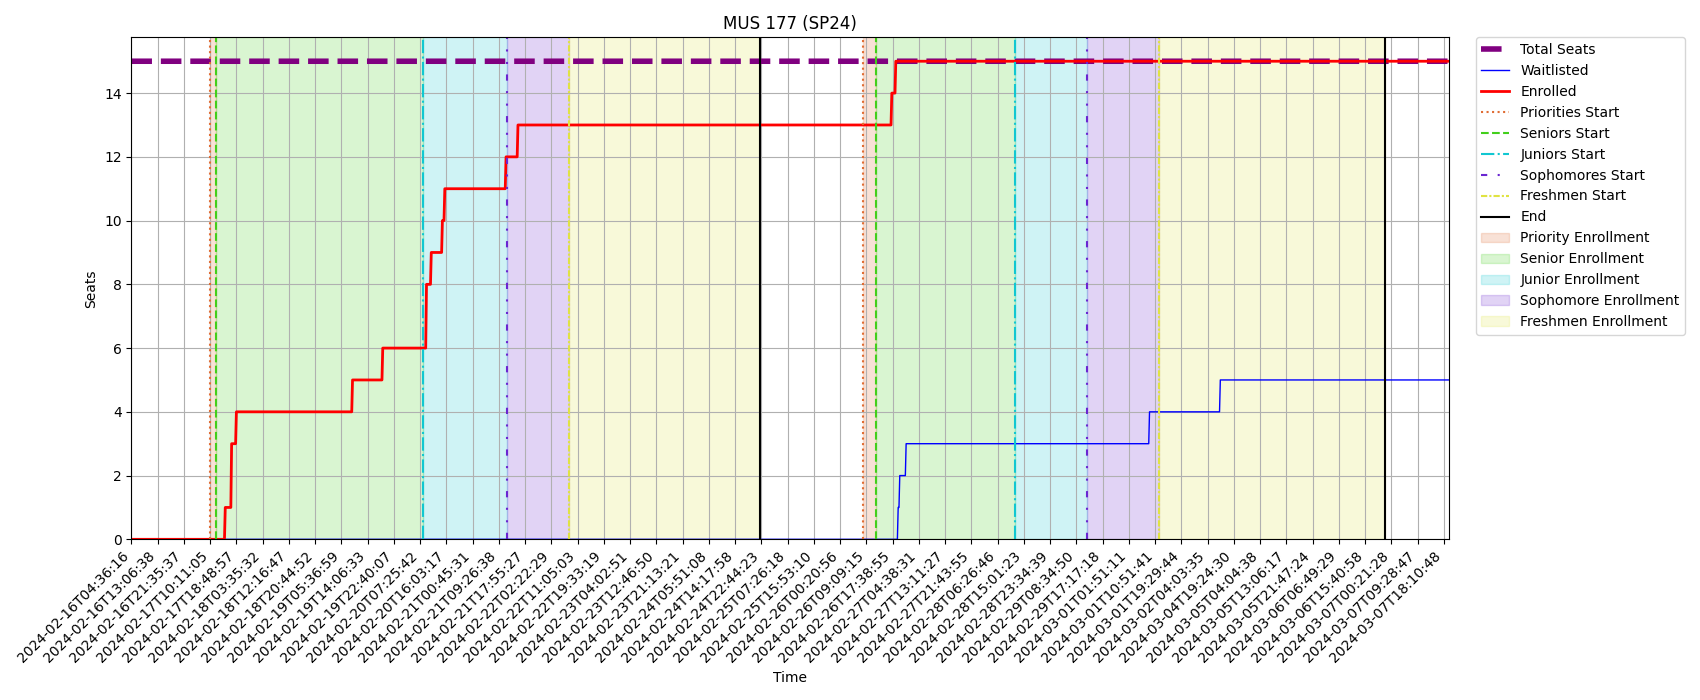 MUS 177 (SP24)
Seats
14
12
10
8
6
4
2
0
2024-02-16T04:36:16
2024-02-16T13:06:38
2024-02-16T21:35:37
2024-02-17T10:11:05
2024-02-17T18:48:57
2024-02-18T03:35:32
2024-02-18T12:16:47
2024-02-18T20:44:52
2024-02-19T05:36:59
2024-02-19T14:06:33
2024-02-19T22:40:07
2024-02-20T07:25:42
2024-02-20T16:03:17
2024-02-21T00:45:31
2024-02-21T09:26:38
2024-02-21T17:55:27
2024-02-22T02:22:29
2024-02-22T11:05:03
2024-02-22T19:33:19
2024-02-23T04:02:51
2024-02-23T12:46:50
2024-02-23T21:13:21
2024-02-24T05:51:08
2024-02-24T14:17:58
2024-02-24T22:44:23
2024-02-25T07:26:18
2024-02-25T15:53:10
2024-02-26T00:20:56
2024-02-26T09:09:15
2024-02-26T17:38:55
2024-02-27T04:38:31
2024-02-27T13:11:27
2024-02-27T21:43:55
2024-02-28T06:26:46
2024-02-28T15:01:23
2024-02-28T23:34:39
2024-02-29T08:34:50
2024-02-29T17:17:18
2024-03-01T01:51:11
2024-03-01T10:51:41
2024-03-01T19:29:44
2024-03-02T04:03:35
2024-03-04T19:24:30
2024-03-05T04:04:38
2024-03-05T13:06:17
2024-03-05T21:47:24
2024-03-06T06:49:29
2024-03-06T15:40:58
2024-03-07T00:21:28
2024-03-07T09:28:47
2024-03-07T18:10:48
Time
Total Seats
Waitlisted
Enrolled
Priorities Start
Seniors Start
Juniors Start
Sophomores Start
Freshmen Start
End
Priority Enrollment
Senior Enrollment
Junior Enrollment
Sophomore Enrollment
Freshmen Enrollment